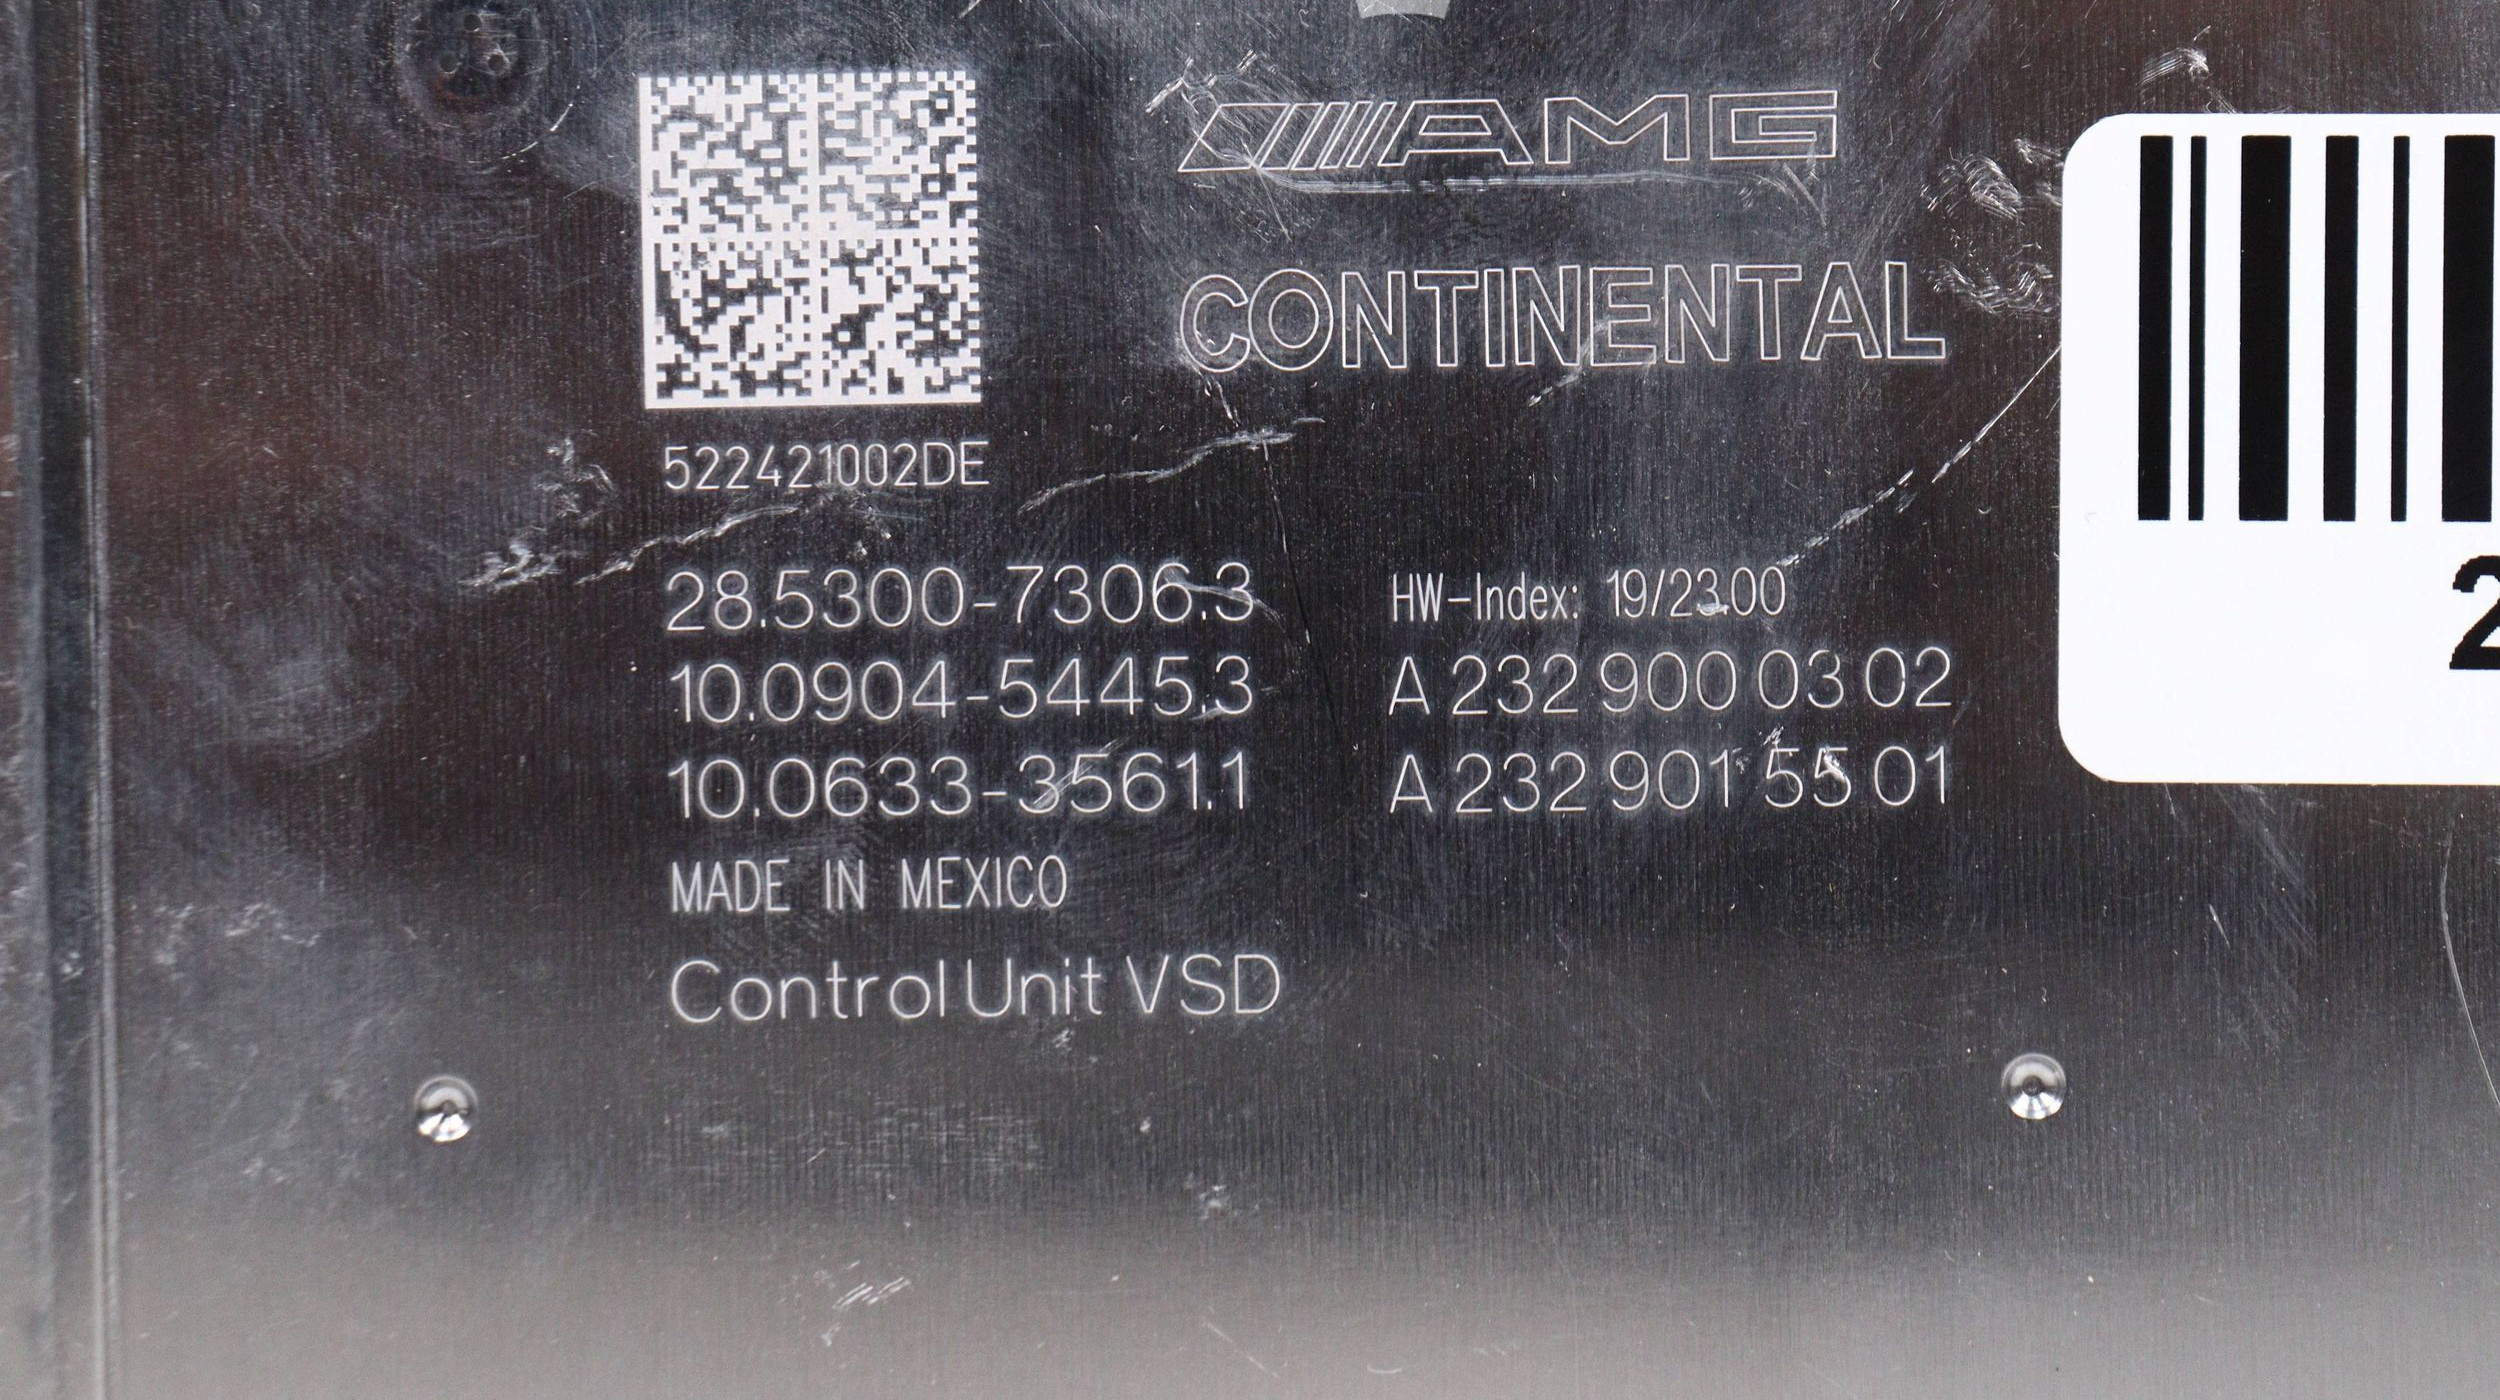 AMG
CONTINENTAL
522421002DE
28.5300-7306.3
10.0904-5445.3
10.0633-3561.1
MADE IN MEXICO
Control Unit VSD
HW-Index: 19/23.00
A 232 900 03 02
A 232 901 55 01
2